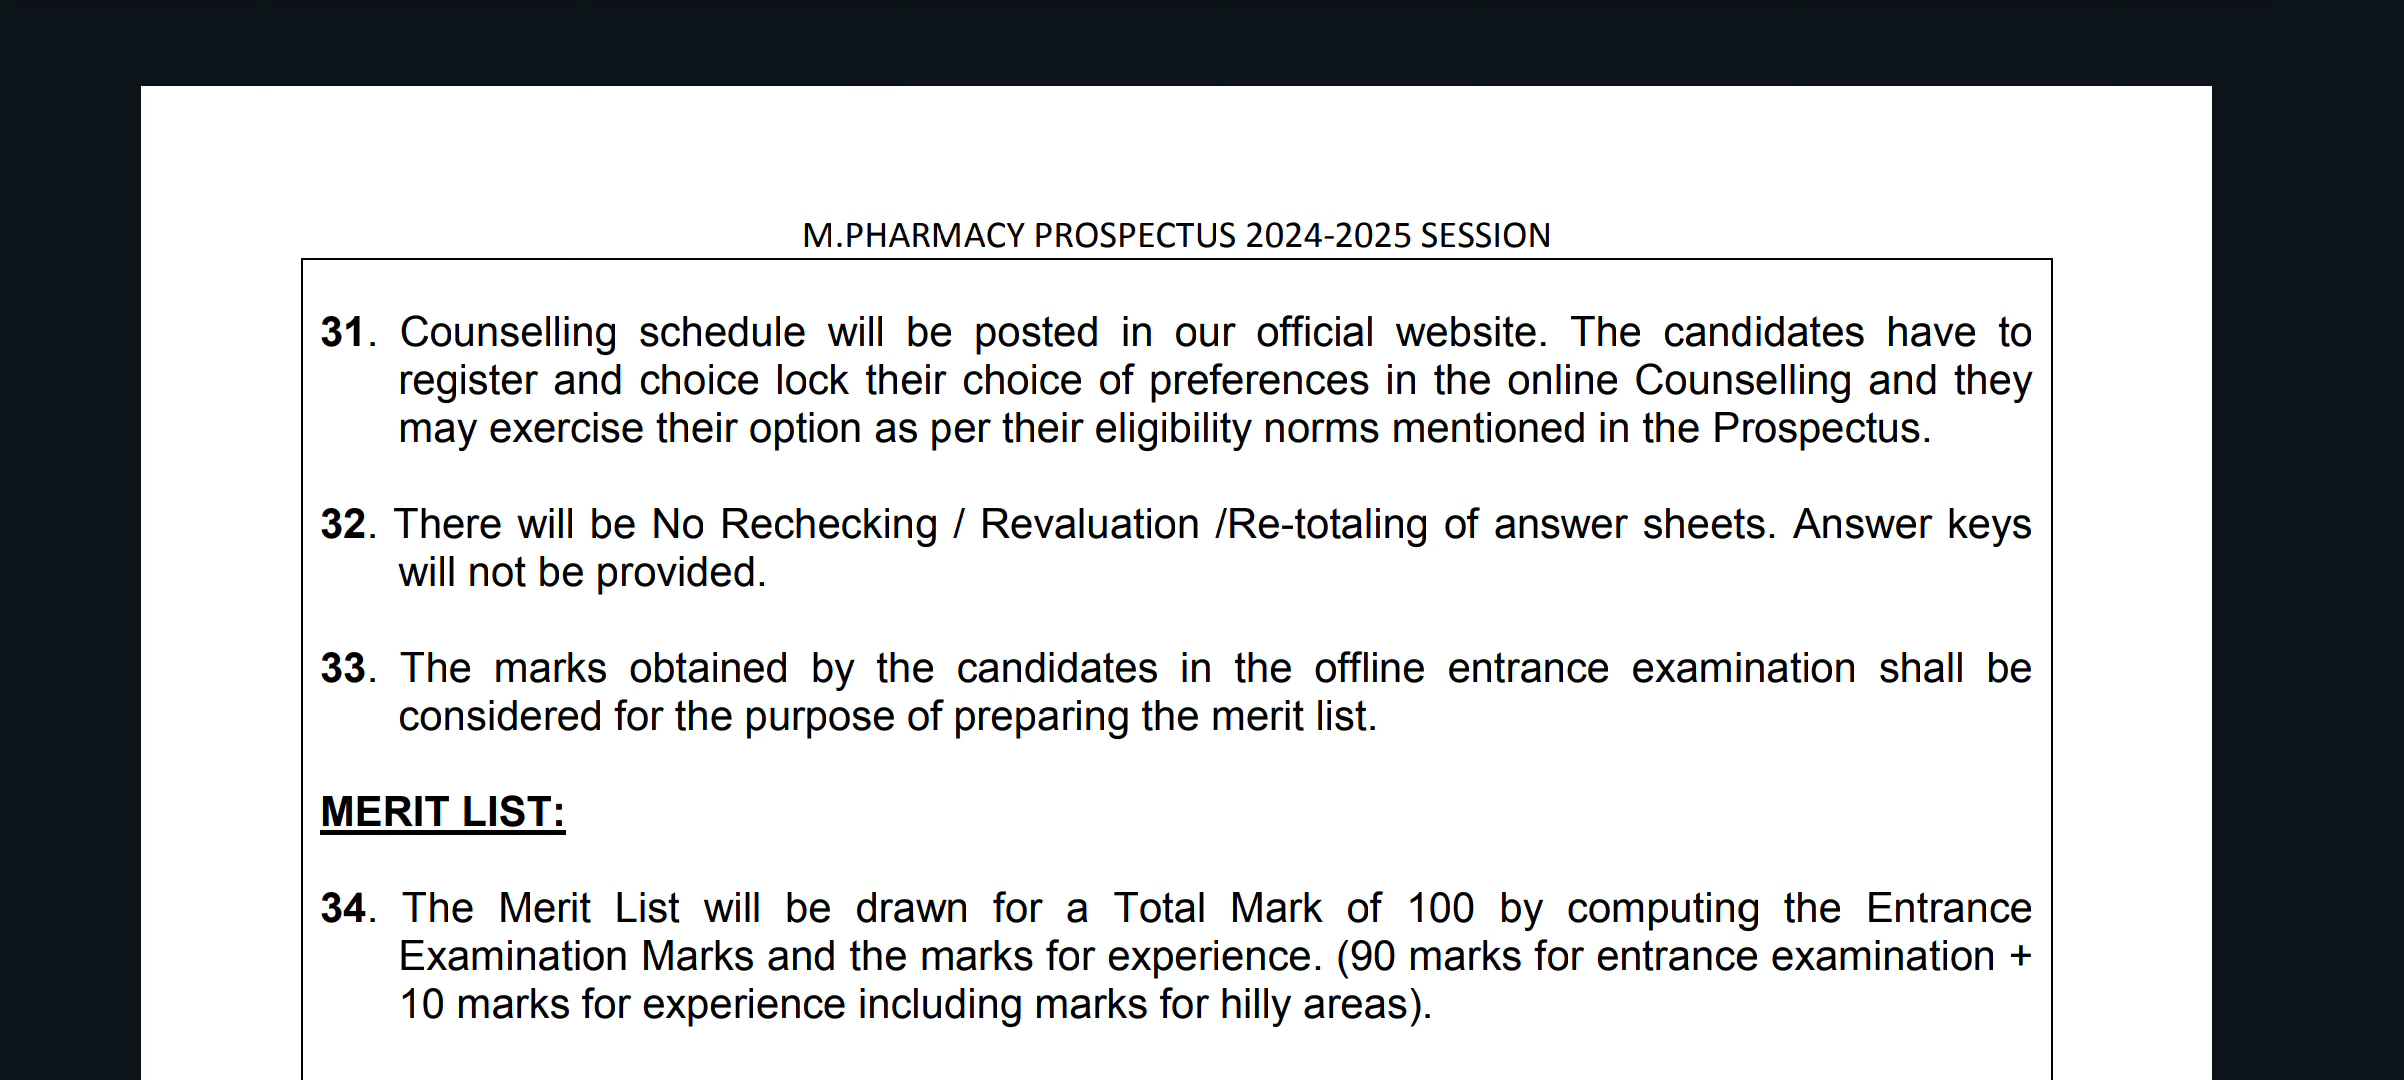 M.PHARMACY PROSPECTUS 2024-2025 SESSION
31. Counselling schedule will be posted in our official website. The candidates have to
register and choice lock their choice of preferences in the online Counselling and they
may exercise their option as per their eligibility norms mentioned in the Prospectus.
32. There will be No Rechecking / Revaluation /Re-totaling of answer sheets. Answer keys
will not be provided.
33. The marks obtained by the candidates in the offline entrance examination shall be
considered for the purpose of preparing the merit list.
MERIT LIST:
34. The Merit List will be drawn for a Total Mark of 100 by computing the Entrance
Examination Marks and the marks for experience. (90 marks for entrance examination +
10 marks for experience including marks for hilly areas).